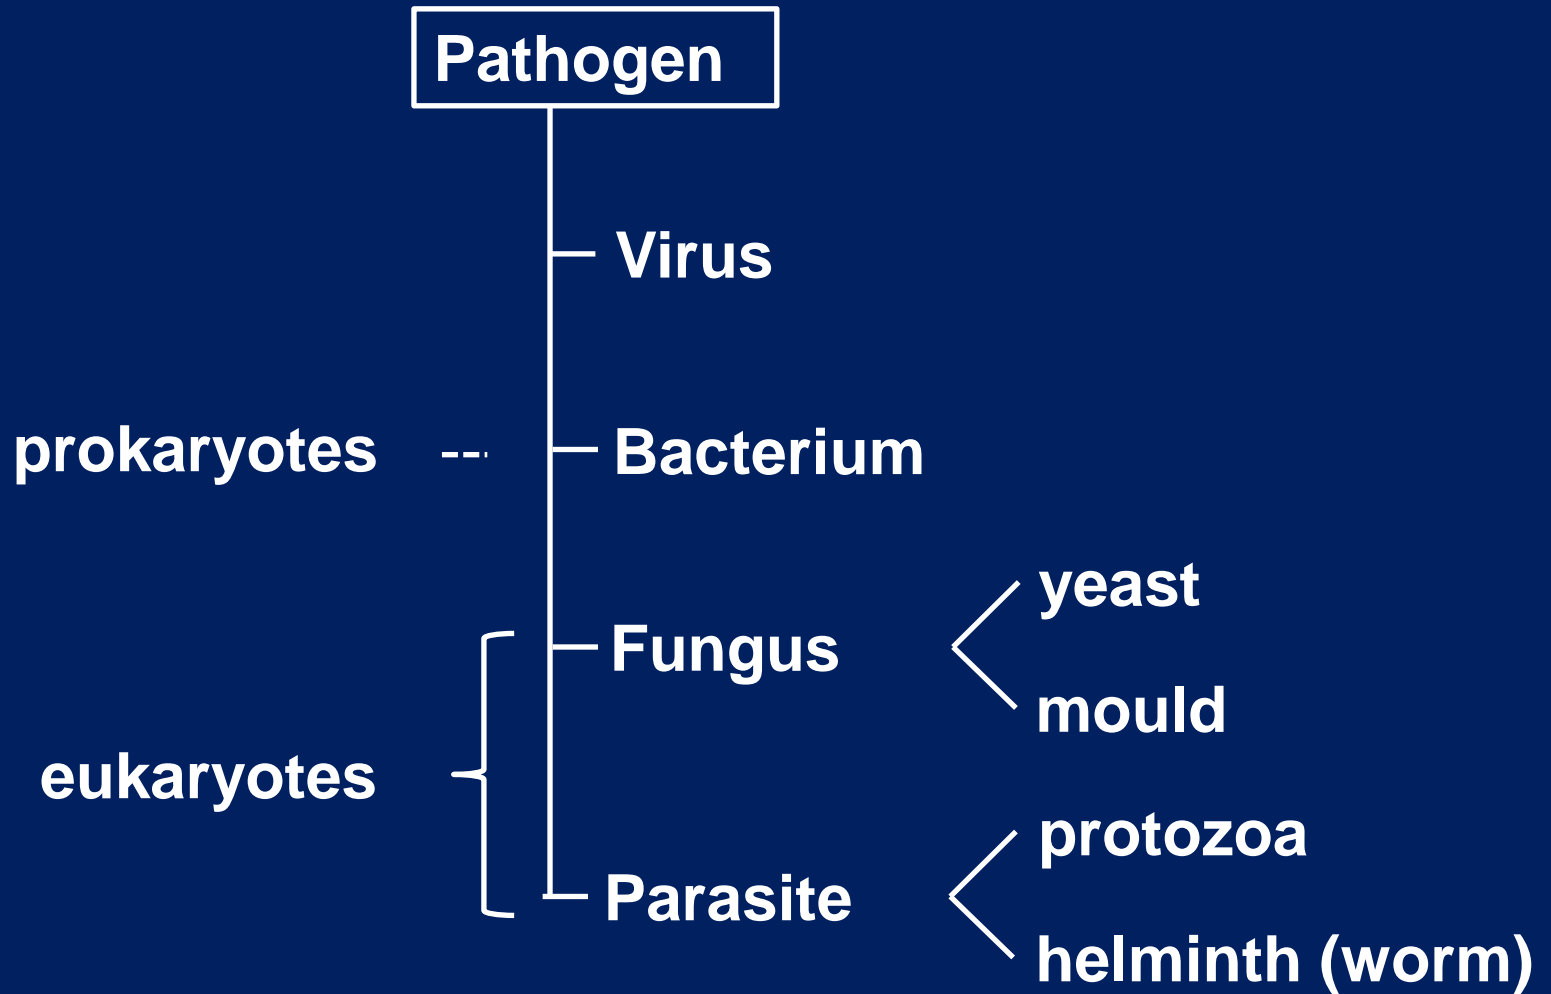 Pathogen
Virus
prokaryotes --- Bacterium
yeast
Fungus
mould
eukaryotes
protozoa
Parasite
helminth (worm)